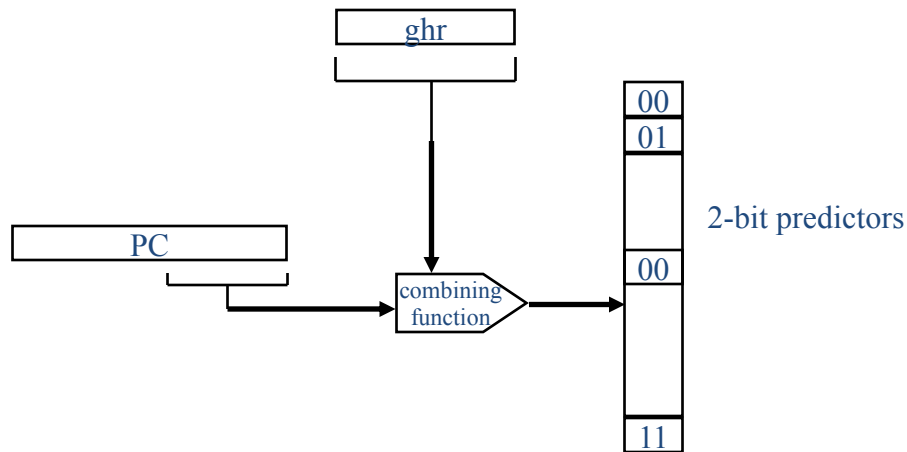 ghr
00
01
2-bit predictors
PC
00
combining
function
11